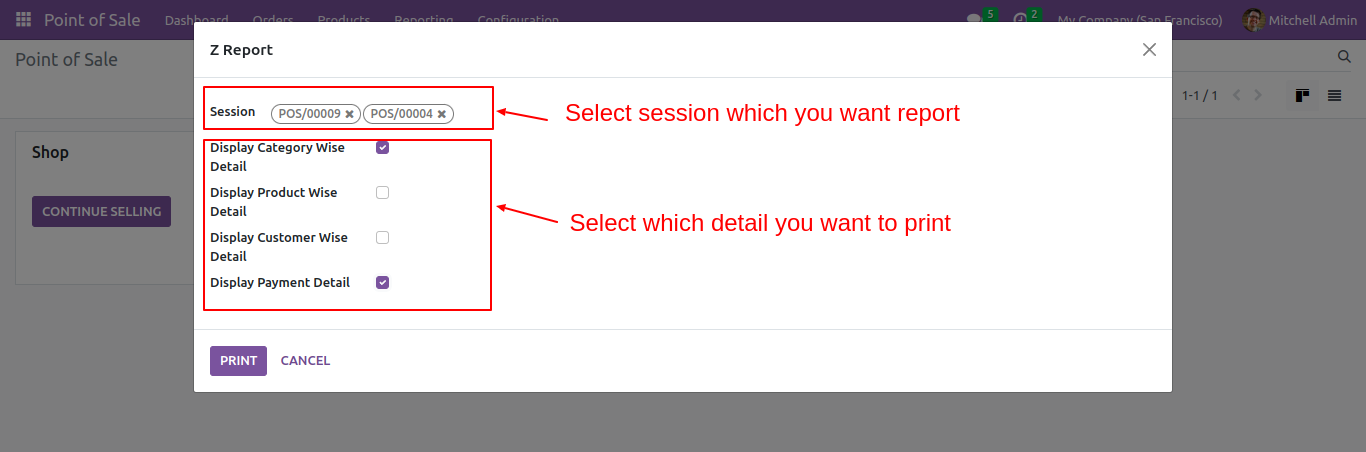 Point of Sale Dashboard Orders Products Reporting Configuration 5 2 My Company (San Francisco) Mitchell Admin
Point of Sale
Z Report
1-1 / 1
Session POS/00009 POS/00004
Select session which you want report
Shop
Display Category Wise
Detail
Display Product Wise
Detail
CONTINUE SELLING
Select which detail you want to print
Display Customer Wise
Detail
Display Payment Detail
PRINT CANCEL